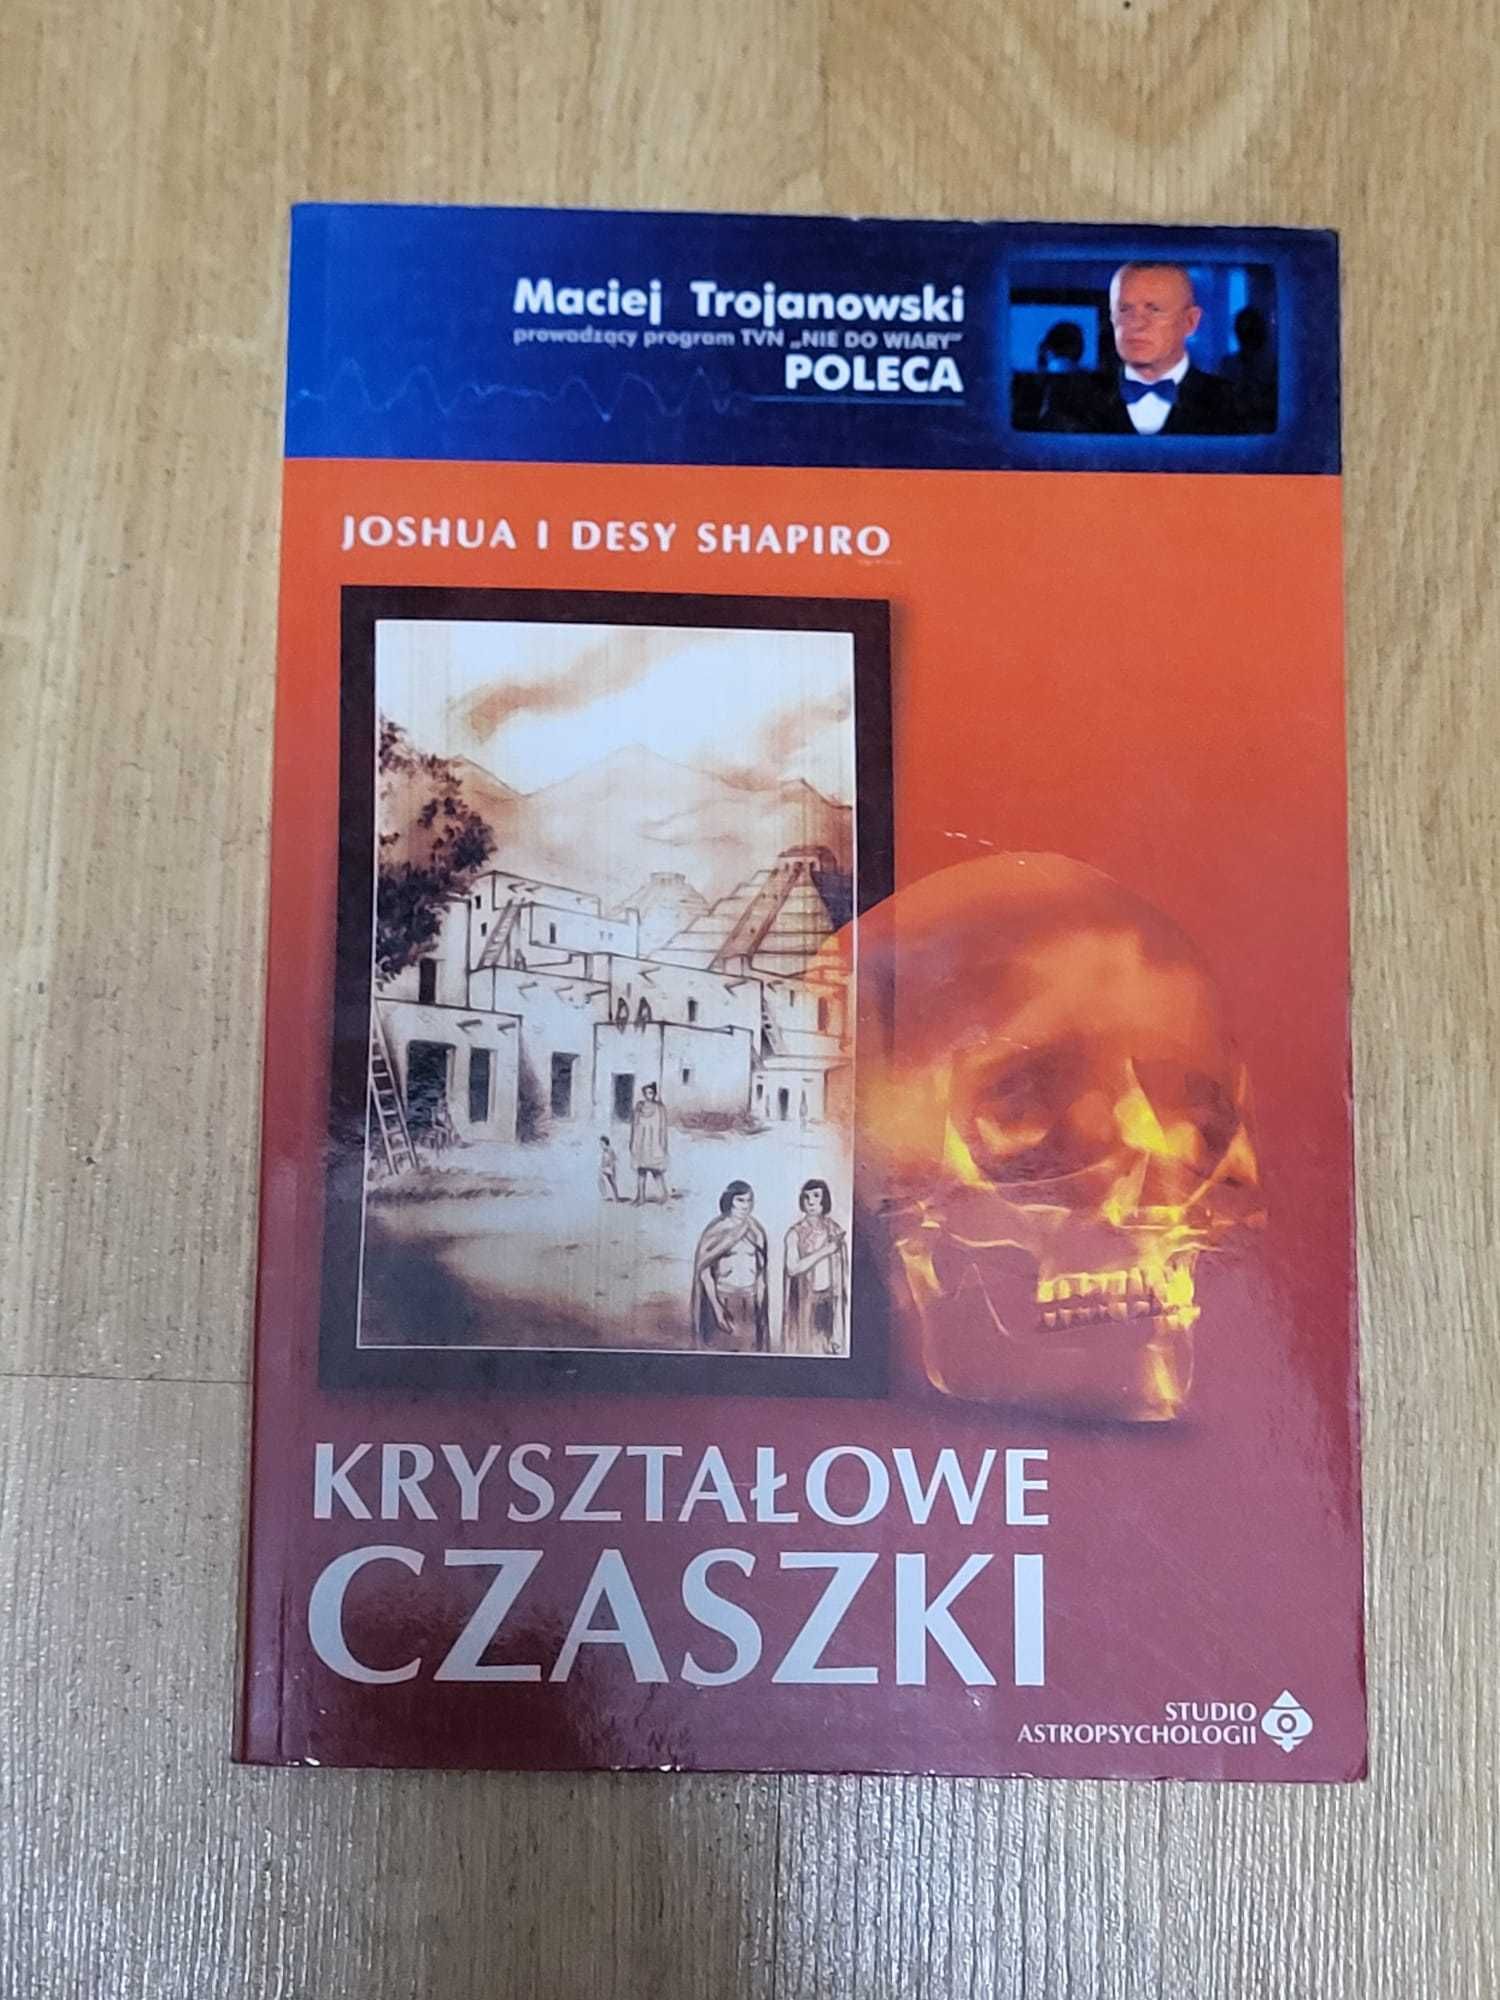 Maciej Trojanowski
prowadzący program TVN „NIE DO WIARY”
POLECA
JOSHUA I DESY SHAPIRO
KRYSZTAŁOWE
CZASZKI
STUDIO
ASTROPSYCHOLOGII